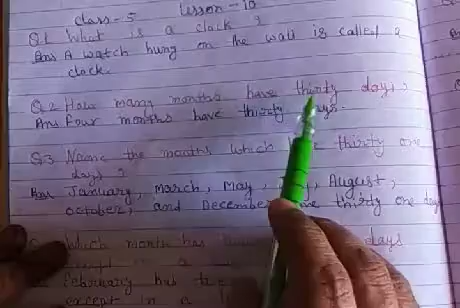 Class - 5 Lesson - 10
Q1 What is a clock ?
Ans A watch hung on the wall is called a
clock.
Q2 How many months have thirty days ?
Ans Four months have thirty days.
Q3 Name the months which thirty one
days ?
Ans January, march, May, August,
october, and December thirty one day
Which month has days
February has
except in a